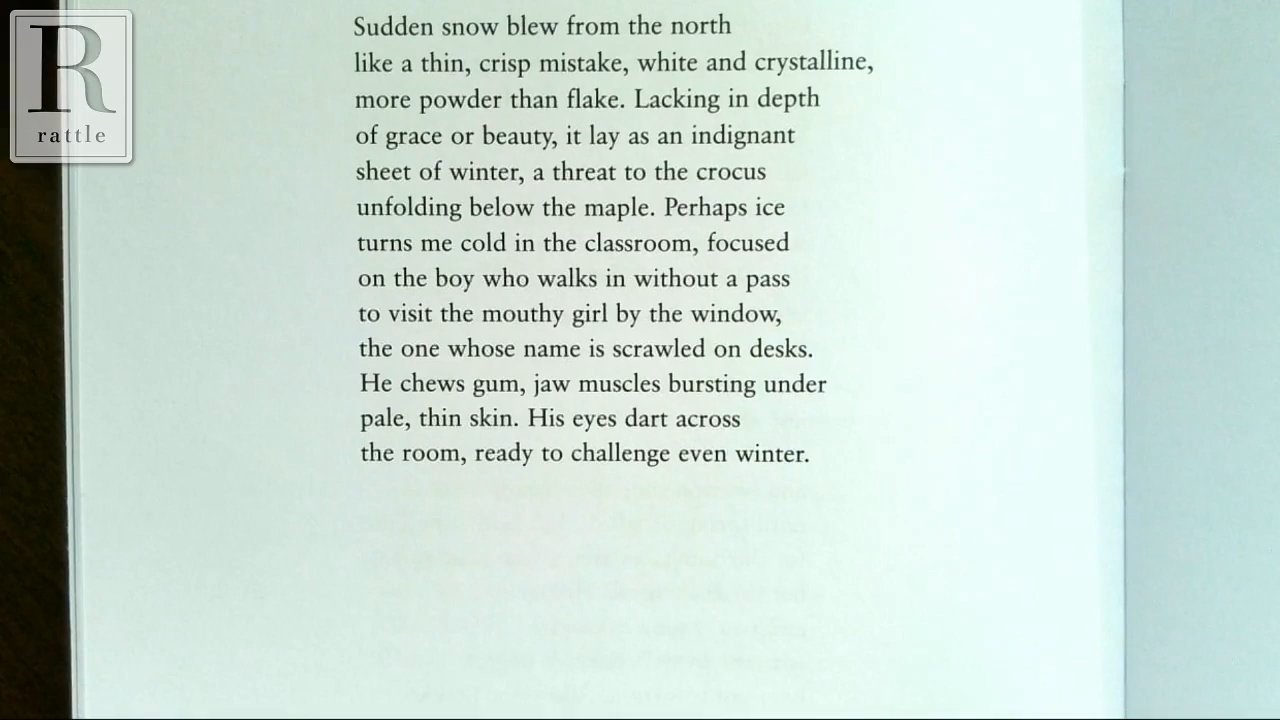 R
rattle
Sudden snow blew from the north
like a thin, crisp mistake, white and crystalline,
more powder than flake. Lacking in depth
of grace or beauty, it lay as an indignant
sheet of winter, a threat to the crocus
unfolding below the maple. Perhaps ice
turns me cold in the classroom, focused
on the boy who walks in without a pass
to visit the mouthy girl by the window,
the one whose name is scrawled on desks.
He chews gum, jaw muscles bursting under
pale, thin skin. His eyes dart across
the room, ready to challenge even winter.